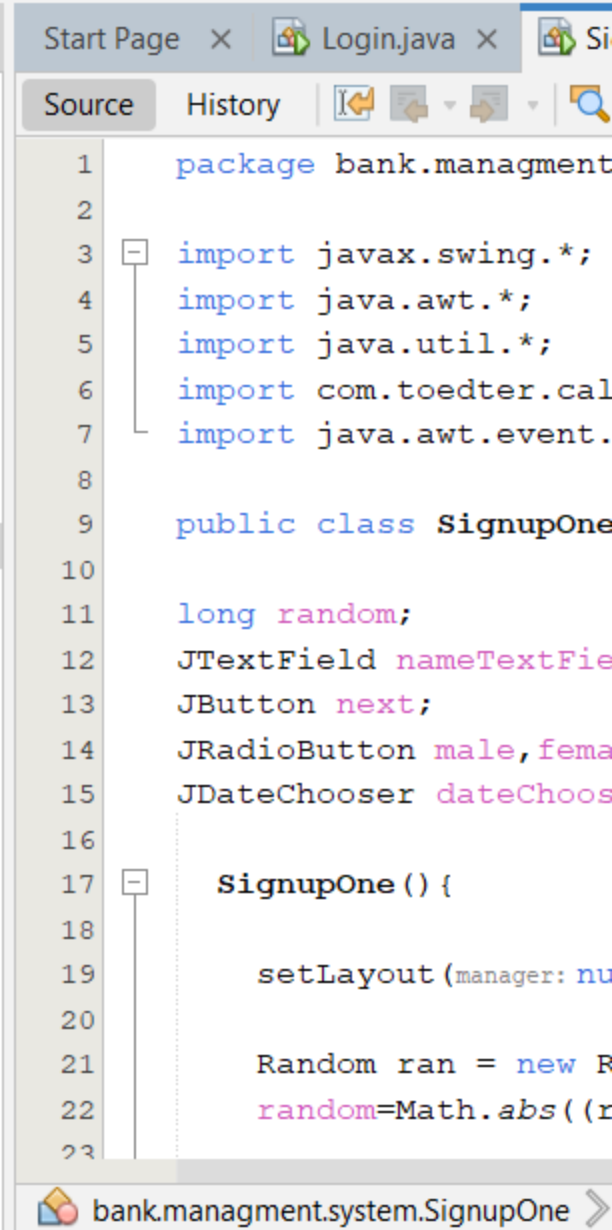 Start Page × Login.java × Si
Source History
1 package bank.managment
2
3 import javax.swing.*;
4 import java.awt.*;
5 import java.util.*;
6 import com.toedter.cal
7 import java.awt.event.
8
9 public class SignupOne
10
11 long random;
12 JTextField nameTextFie
13 JButton next;
14 JRadioButton male,fema
15 JDateChooser dateChoos
16
17 SignupOne(){
18
19 setLayout(manager: nu
20
21 Random ran = new R
22 random=Math.abs((r
23
bank.managment.system.SignupOne